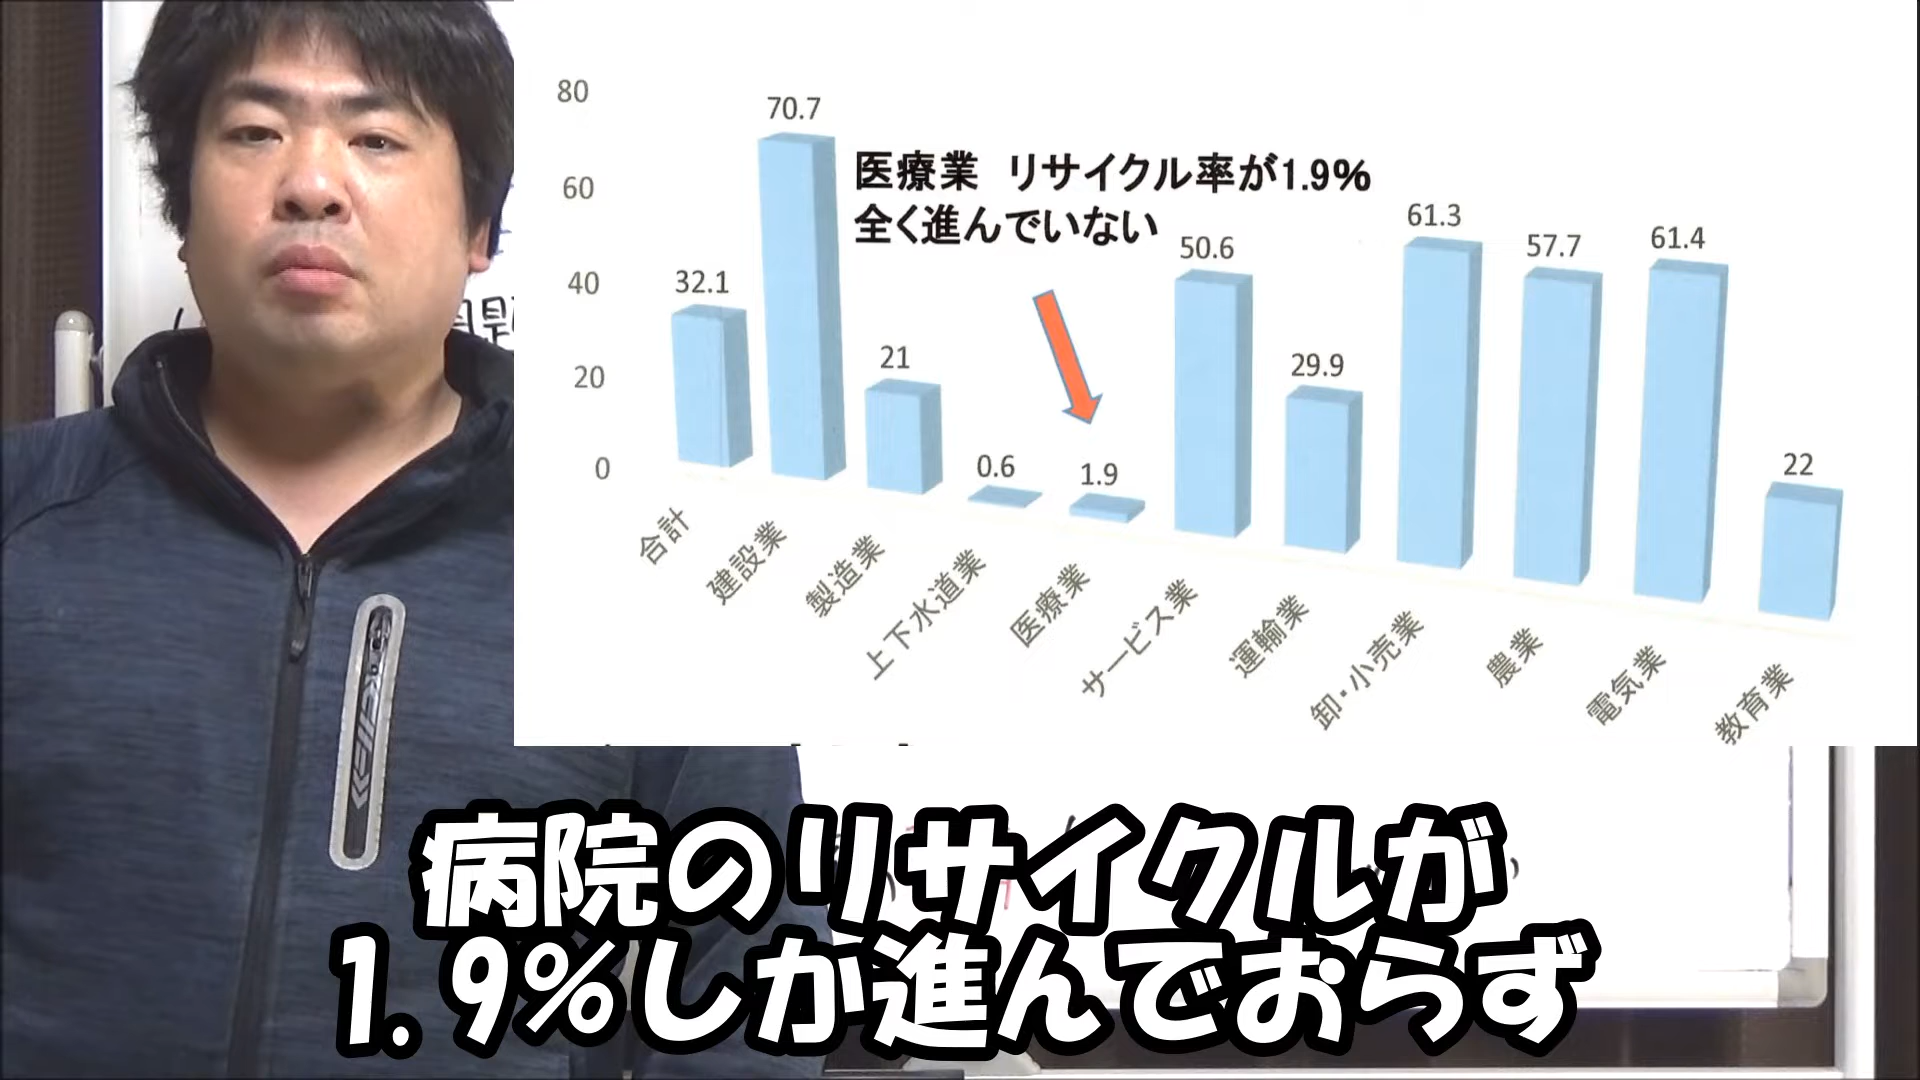 80
60
40
20
0
32.1
70.7
21
0.6
1.9
50.6
29.9
61.3
57.7
61.4
22
医療業 リサイクル率が1.9%
全く進んでいない
合計
建設業
製造業
上下水道業
医療業
サービス業
運輸業
卸・小売業
農業
電気業
教育業
病院のリサイクルが
1.9%しか進んでおらず